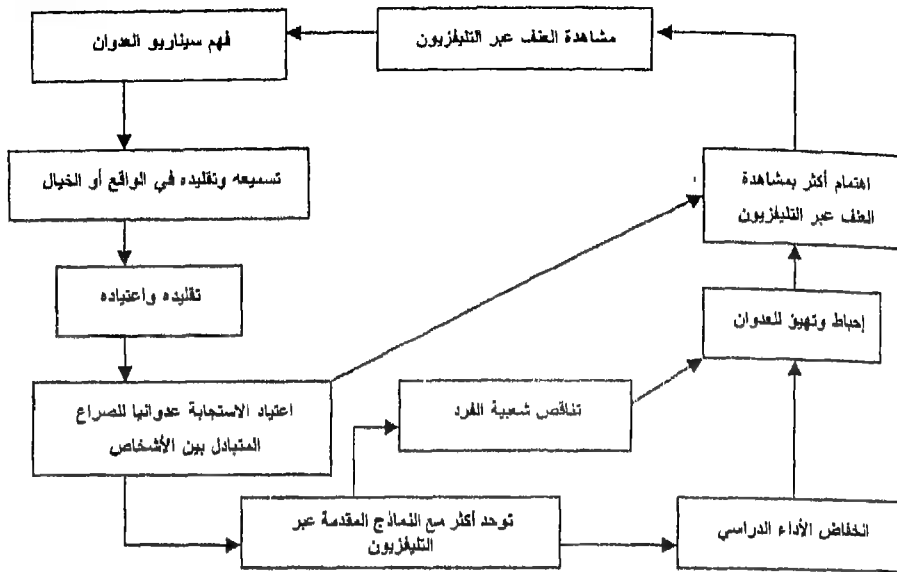 مشاهدة العنف عبر التليفزيون
فهم سيناريو العدوان
تسميعه وتقليده في الواقع أو الخيال
تقليده واعتياده
اعتياد الاستجابة عدوانيا للصراع
المتبادل بين الأشخاص
توحد أكثر مع النماذج المقدمة عبر
التليفزيون
تناقص شعبية الفرد
انخفاض الأداء الدراسي
إحباط وتهيؤ للعدوان
اهتمام أكثر بمشاهدة
العنف عبر التليفزيون